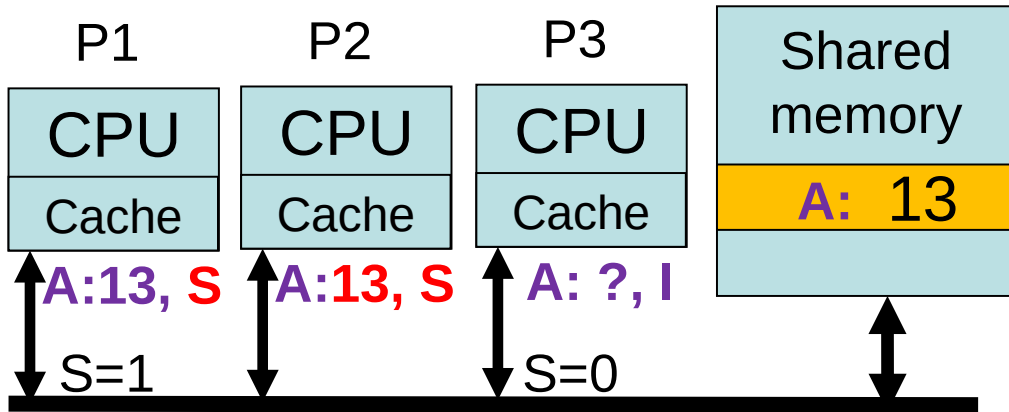 P1
P2
P3
CPU
Cache
CPU
Cache
CPU
Cache
Shared
memory
A: 13
A:13, S
A:13, S
A: ?, I
S=1
S=0